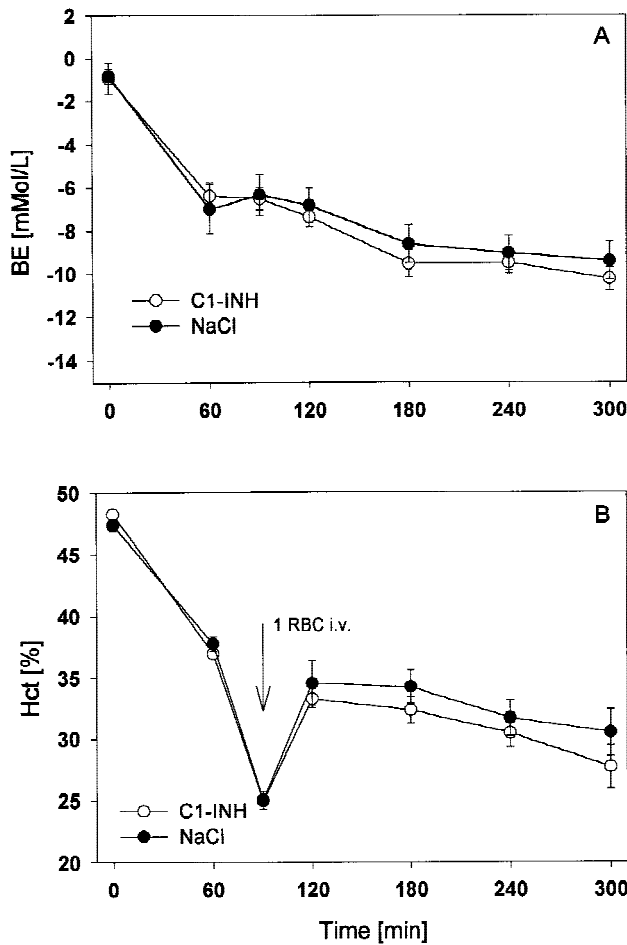 2
A
0
-2
-4
-6
-8
-10
-12
-14
BE [mMol/L]
C1-INH
NaCl
0 60 120 180 240 300
50
B
45
40
35
30
25
20
Hct [%]
1 RBC i.v.
C1-INH
NaCl
0 60 120 180 240 300
Time [min]